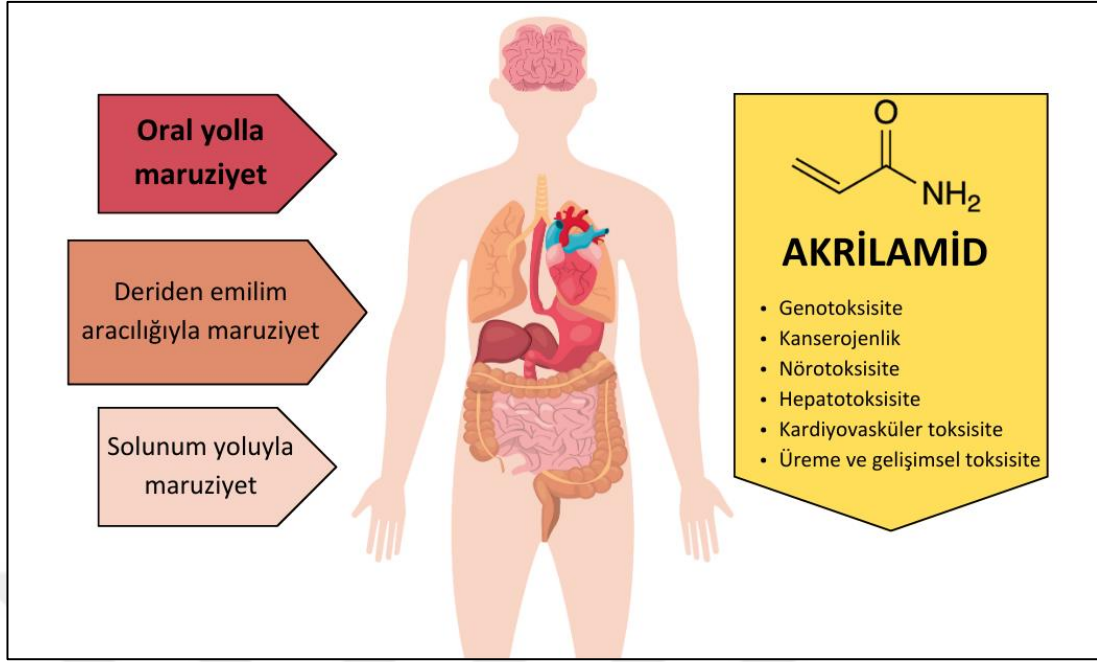 Oral yolla
maruziyet
Deriden emilim
aracılığıyla maruziyet
Solunum yoluyla
maruziyet
O
NH2
AKRİLAMİD
• Genotoksisite
• Kanserojenlik
• Nörotoksisite
• Hepatotoksisite
• Kardiyovasküler toksisite
• Üreme ve gelişimsel toksisite